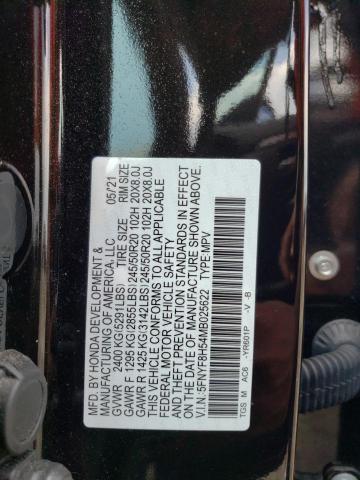 MFD. BY HONDA DEVELOPMENT &
MANUFACTURING OF AMERICA, LLC 05/21
GVWR 2400 KG(5291LBS) TIRE SIZE RIM SIZE
GAWR F 1295 KG(2855LBS)245/50R20 102H 20X8.0J
GAWR R 1425 KG(3142LBS)245/50R20 102H 20X8.0J
THIS VEHICLE CONFORMS TO ALL APPLICABLE
FEDERAL MOTOR VEHICLE SAFETY
AND THEFT PREVENTION STANDARDS IN EFFECT
ON THE DATE OF MANUFACTURE SHOWN ABOVE.
V.I.N.:5FNYF8H54MB025622 TYPE:MPV
TGS M AC6 -YR601P -V -B